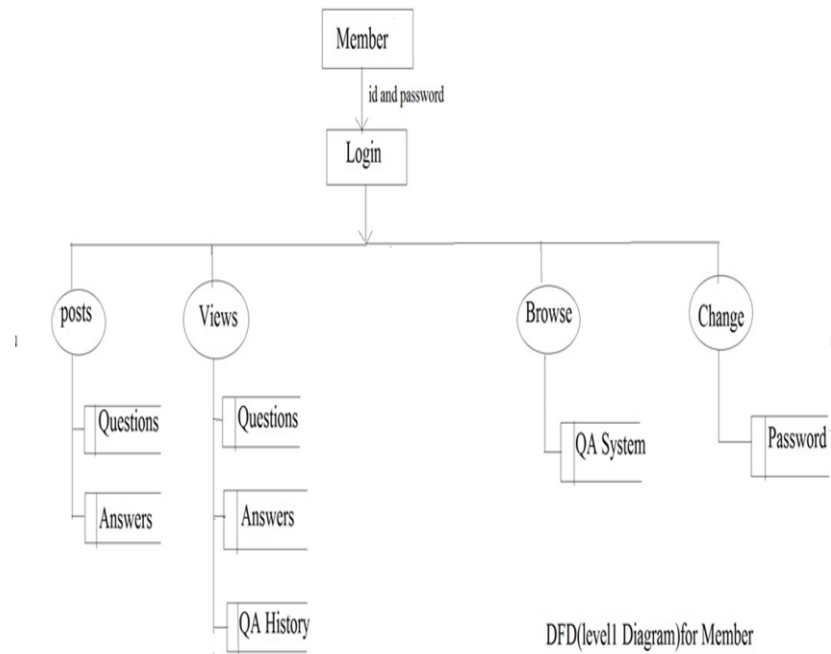 Member
id and password
Login
posts
Views
Browse
Change
Questions
Answers
Questions
Answers
QA History
QA System
Password
DFD(level1 Diagram)for Member